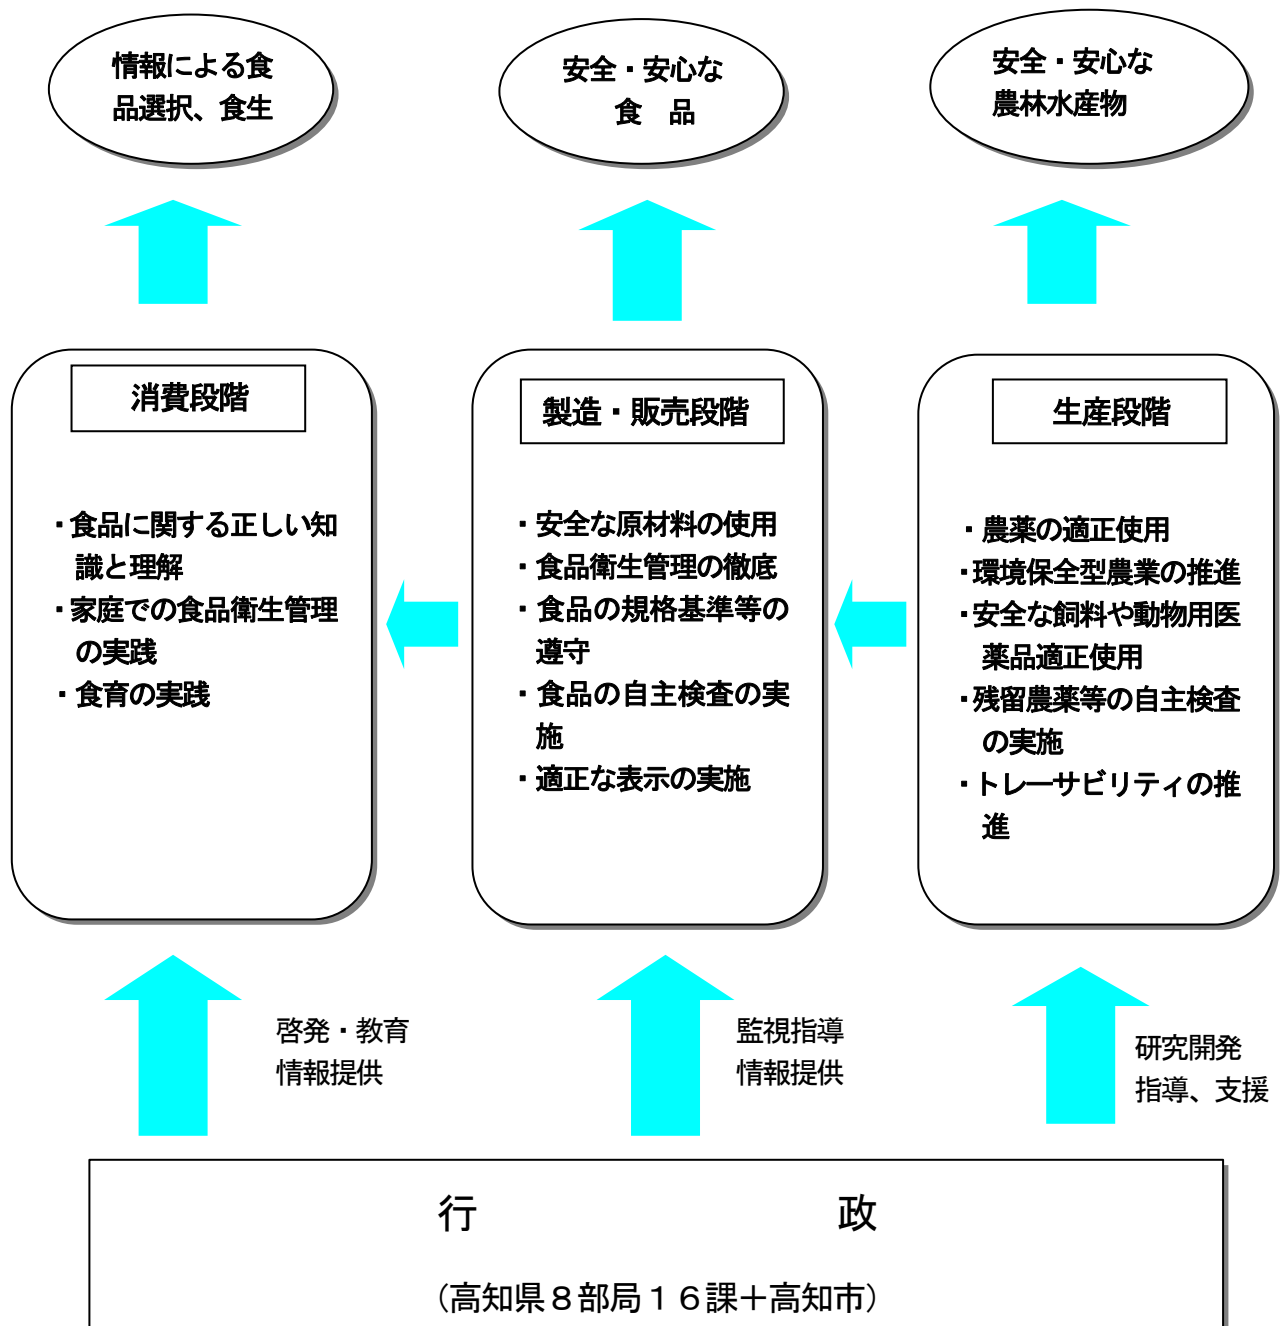 情報による食
品選択、食生
安全・安心な
食　品
安全・安心な
農林水産物
消費段階
・食品に関する正しい知
識と理解
・家庭での食品衛生管理
の実践
・食育の実践
製造・販売段階
・安全な原材料の使用
・食品衛生管理の徹底
・食品の規格基準等の
遵守
・食品の自主検査の実
施
・適正な表示の実施
生産段階
・農薬の適正使用
・環境保全型農業の推進
・安全な飼料や動物用医
薬品適正使用
・残留農薬等の自主検査
の実施
・トレーサビリティの推
進
啓発・教育
情報提供
監視指導
情報提供
研究開発
指導、支援
行　政
（高知県８部局１６課＋高知市）